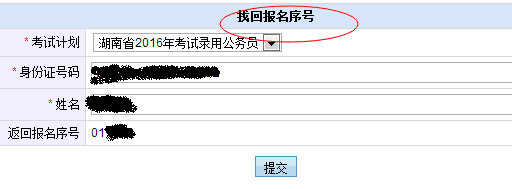 找回报名序号
*考试计划 湖南省2016年考试录用公务员
*身份证号码
*姓名
返回报名序号 01
提交